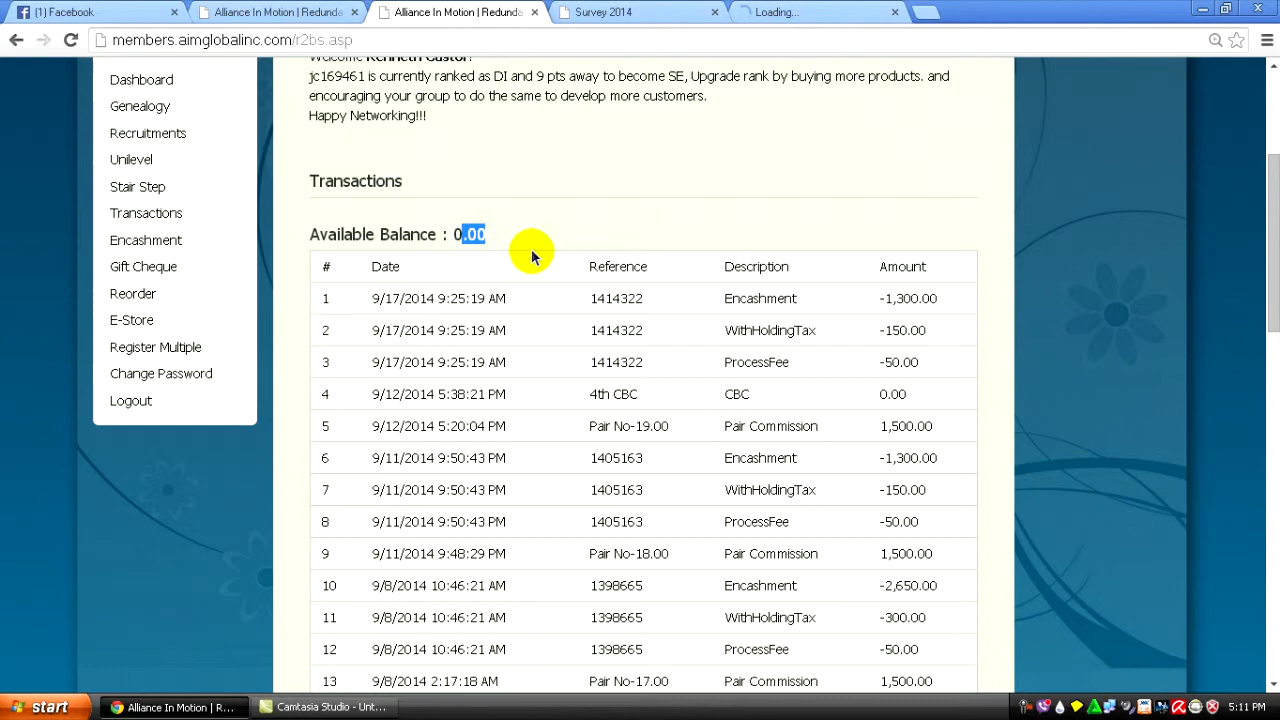 (1) Facebook
Alliance In Motion | Redunda
Alliance In Motion | Redunda
Survey 2014
Loading...
members.aimglobalinc.com/r2bs.asp
Dashboard
Genealogy
Recruitments
Unilevel
Stair Step
Transactions
Encashment
Gift Cheque
Reorder
E-Store
Register Multiple
Change Password
Logout
jc169461 is currently ranked as DI and 9 pts away to become SE, Upgrade rank by buying more products. and
encouraging your group to do the same to develop more customers.
Happy Networking!!!
Transactions
Available Balance : 0.00
# Date Reference Description Amount
1 9/17/2014 9:25:19 AM 1414322 Encashment -1,300.00
2 9/17/2014 9:25:19 AM 1414322 WithHoldingTax -150.00
3 9/17/2014 9:25:19 AM 1414322 ProcessFee -50.00
4 9/12/2014 5:38:21 PM 4th CBC CBC 0.00
5 9/12/2014 5:20:04 PM Pair No-19.00 Pair Commission 1,500.00
6 9/11/2014 9:50:43 PM 1405163 Encashment -1,300.00
7 9/11/2014 9:50:43 PM 1405163 WithHoldingTax -150.00
8 9/11/2014 9:50:43 PM 1405163 ProcessFee -50.00
9 9/11/2014 9:48:29 PM Pair No-18.00 Pair Commission 1,500.00
10 9/8/2014 10:46:21 AM 1398665 Encashment -2,650.00
11 9/8/2014 10:46:21 AM 1398665 WithHoldingTax -300.00
12 9/8/2014 10:46:21 AM 1398665 ProcessFee -50.00
13 9/8/2014 2:17:18 AM Pair No-17.00 Pair Commission 1,500.00
start
Alliance In Motion | R...
Camtasia Studio - Unt...
5:11 PM